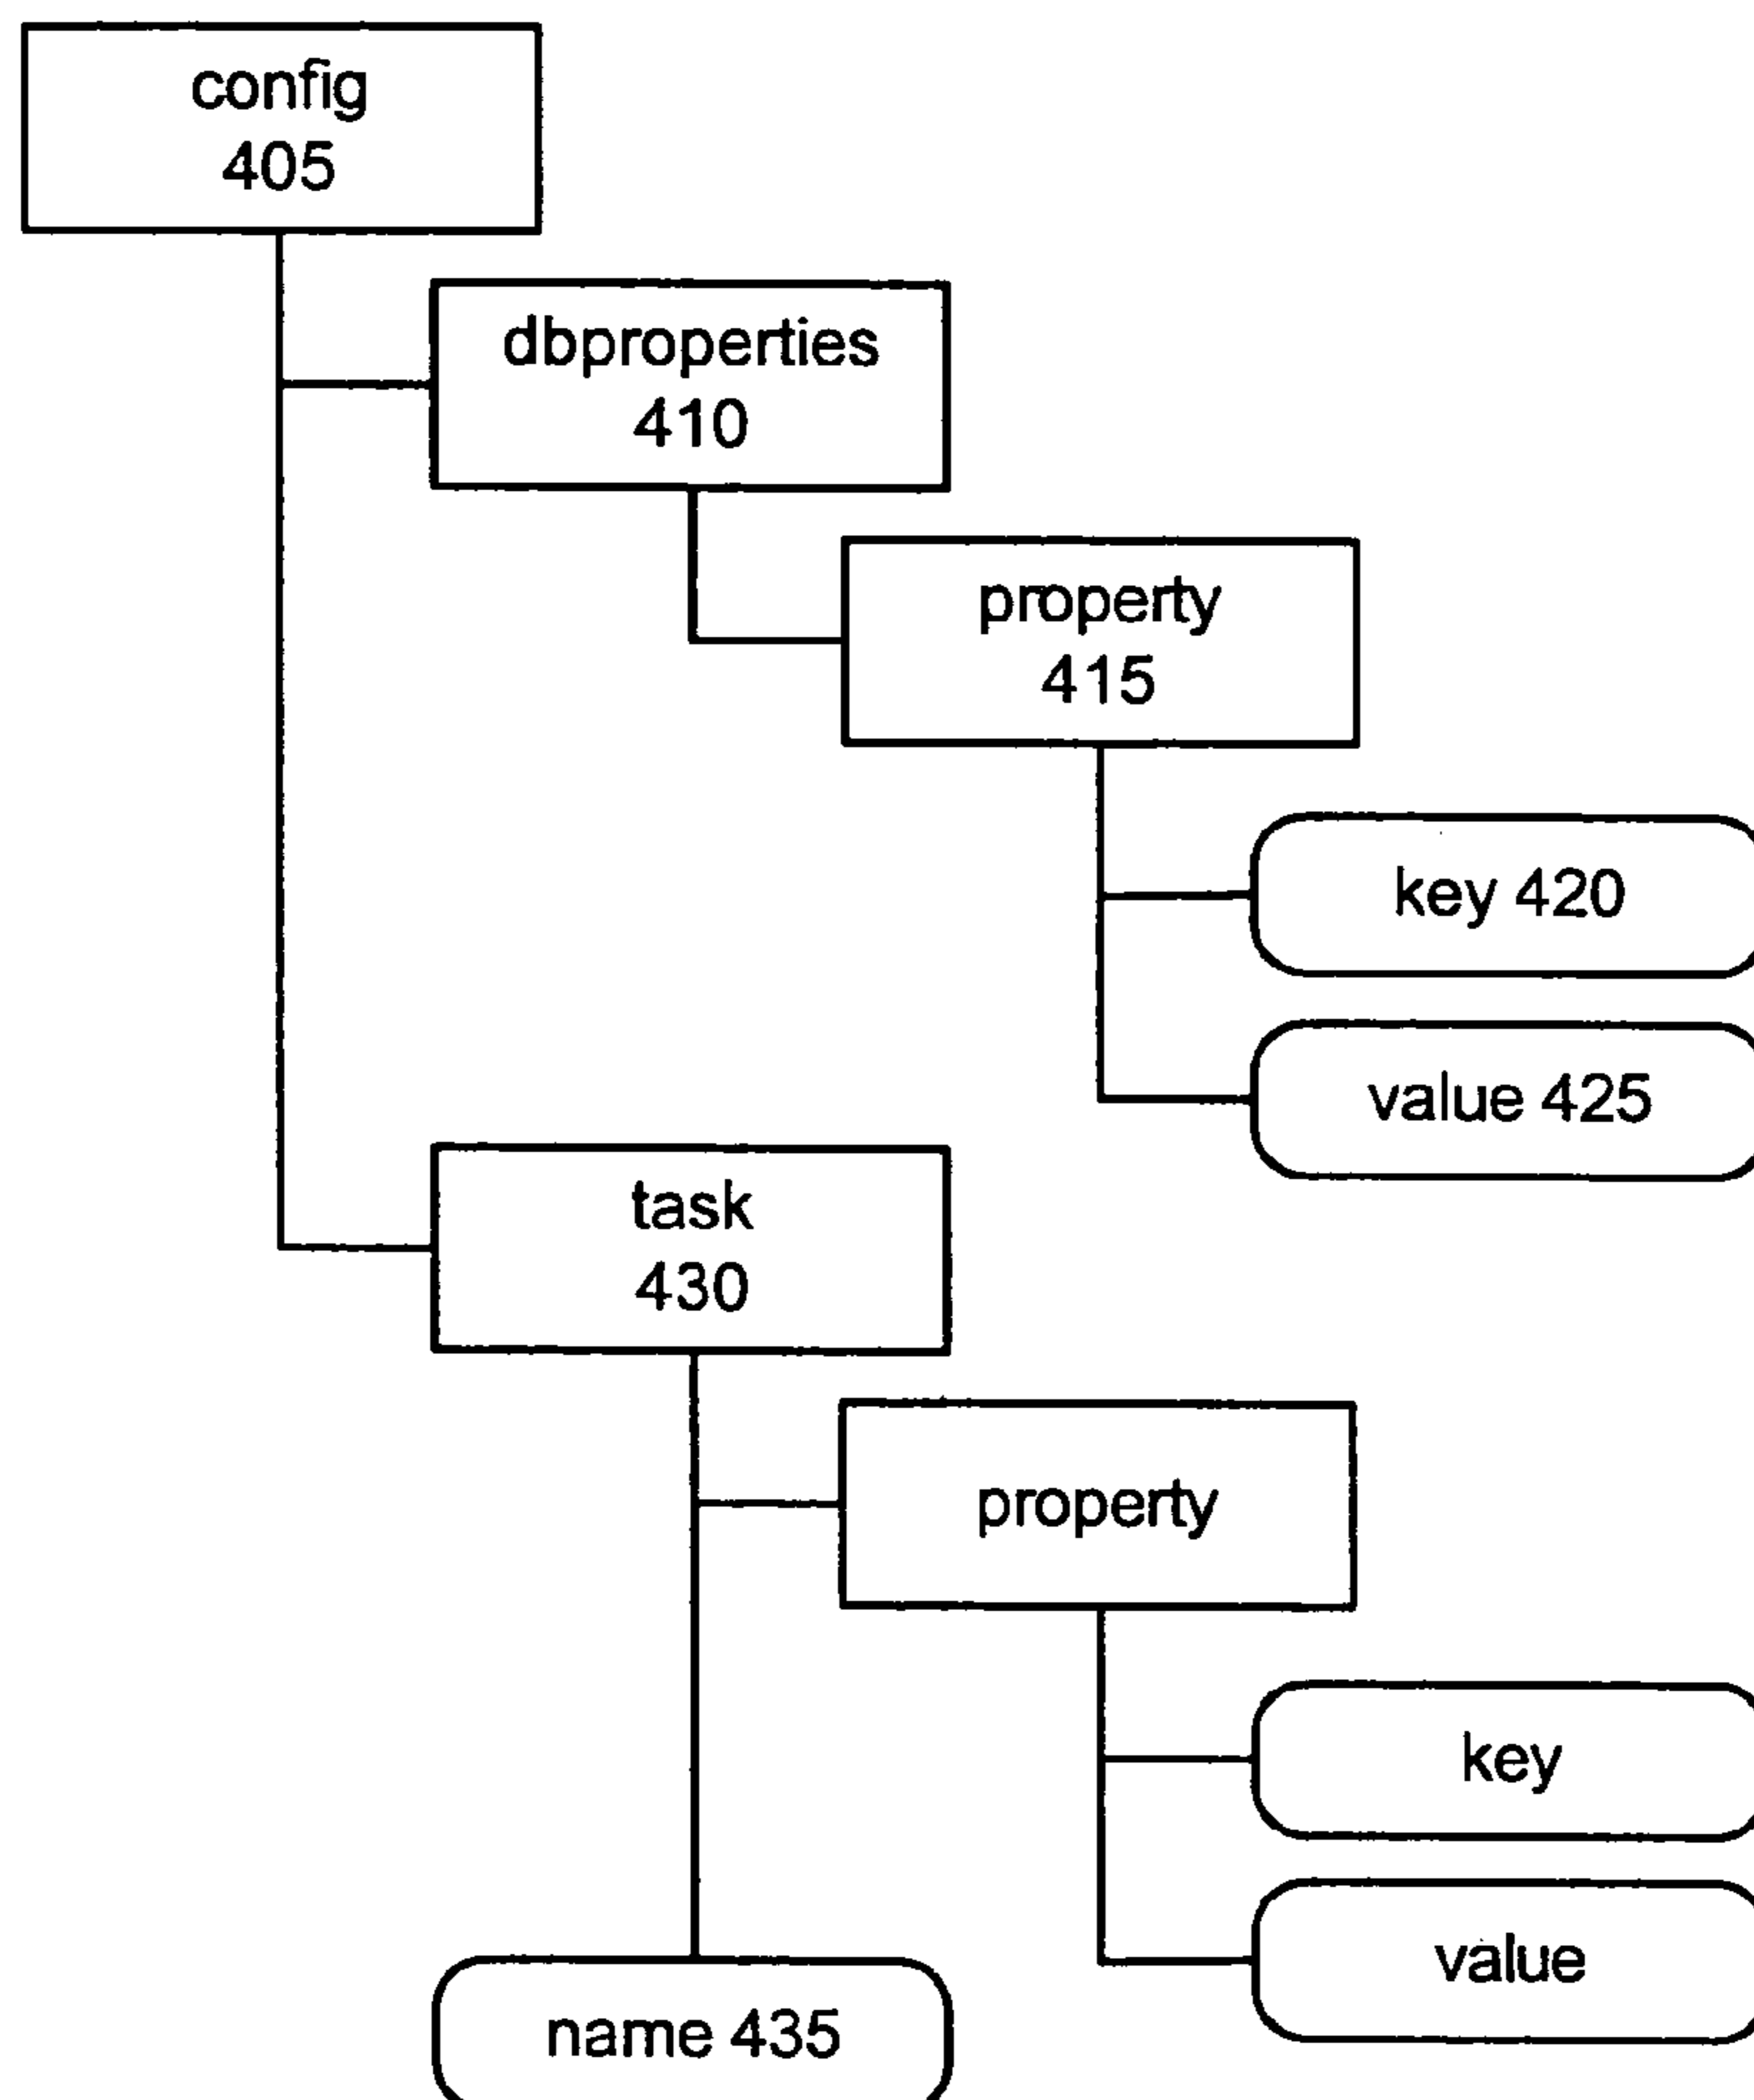 config
405
dbproperties
410
property
415
key 420
value 425
task
430
property
key
value
name 435